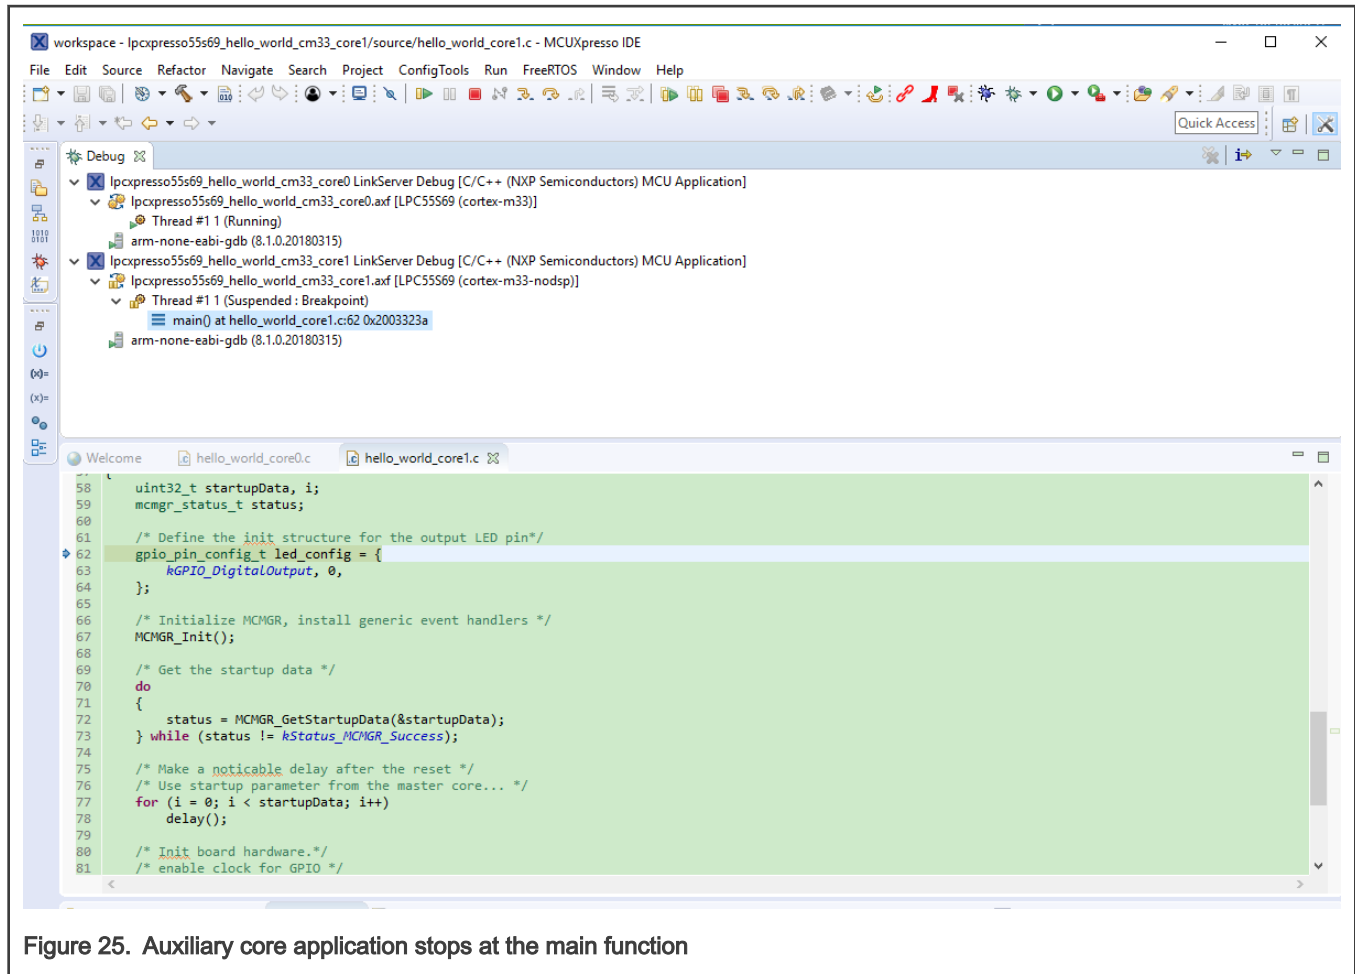 workspace - lpcxpresso55s69_hello_world_cm33_core1/source/hello_world_core1.c - MCUXpresso IDE
File Edit Source Refactor Navigate Search Project ConfigTools Run FreeRTOS Window Help
Quick Access
Debug
lpcxpresso55s69_hello_world_cm33_core0 LinkServer Debug [C/C++ (NXP Semiconductors) MCU Application]
lpcxpresso55s69_hello_world_cm33_core0.axf [LPC55S69 (cortex-m33)]
Thread #1 1 (Running)
arm-none-eabi-gdb (8.1.0.20180315)
lpcxpresso55s69_hello_world_cm33_core1 LinkServer Debug [C/C++ (NXP Semiconductors) MCU Application]
lpcxpresso55s69_hello_world_cm33_core1.axf [LPC55S69 (cortex-m33-nodsp)]
Thread #1 1 (Suspended : Breakpoint)
main() at hello_world_core1.c:62 0x2003323a
arm-none-eabi-gdb (8.1.0.20180315)
Welcome hello_world_core0.c hello_world_core1.c
58 uint32_t startupData, i;
59 mcmgr_status_t status;
60
61 /* Define the init structure for the output LED pin*/
62 gpio_pin_config_t led_config = {
63 kGPIO_DigitalOutput, 0,
64 };
65
66 /* Initialize MCMGR, install generic event handlers */
67 MCMGR_Init();
68
69 /* Get the startup data */
70 do
71 {
72 status = MCMGR_GetStartupData(&startupData);
73 } while (status != kStatus_MCMGR_Success);
74
75 /* Make a noticable delay after the reset */
76 /* Use startup parameter from the master core... */
77 for (i = 0; i < startupData; i++)
78 delay();
79
80 /* Init board hardware.*/
81 /* enable clock for GPIO */
Figure 25. Auxiliary core application stops at the main function